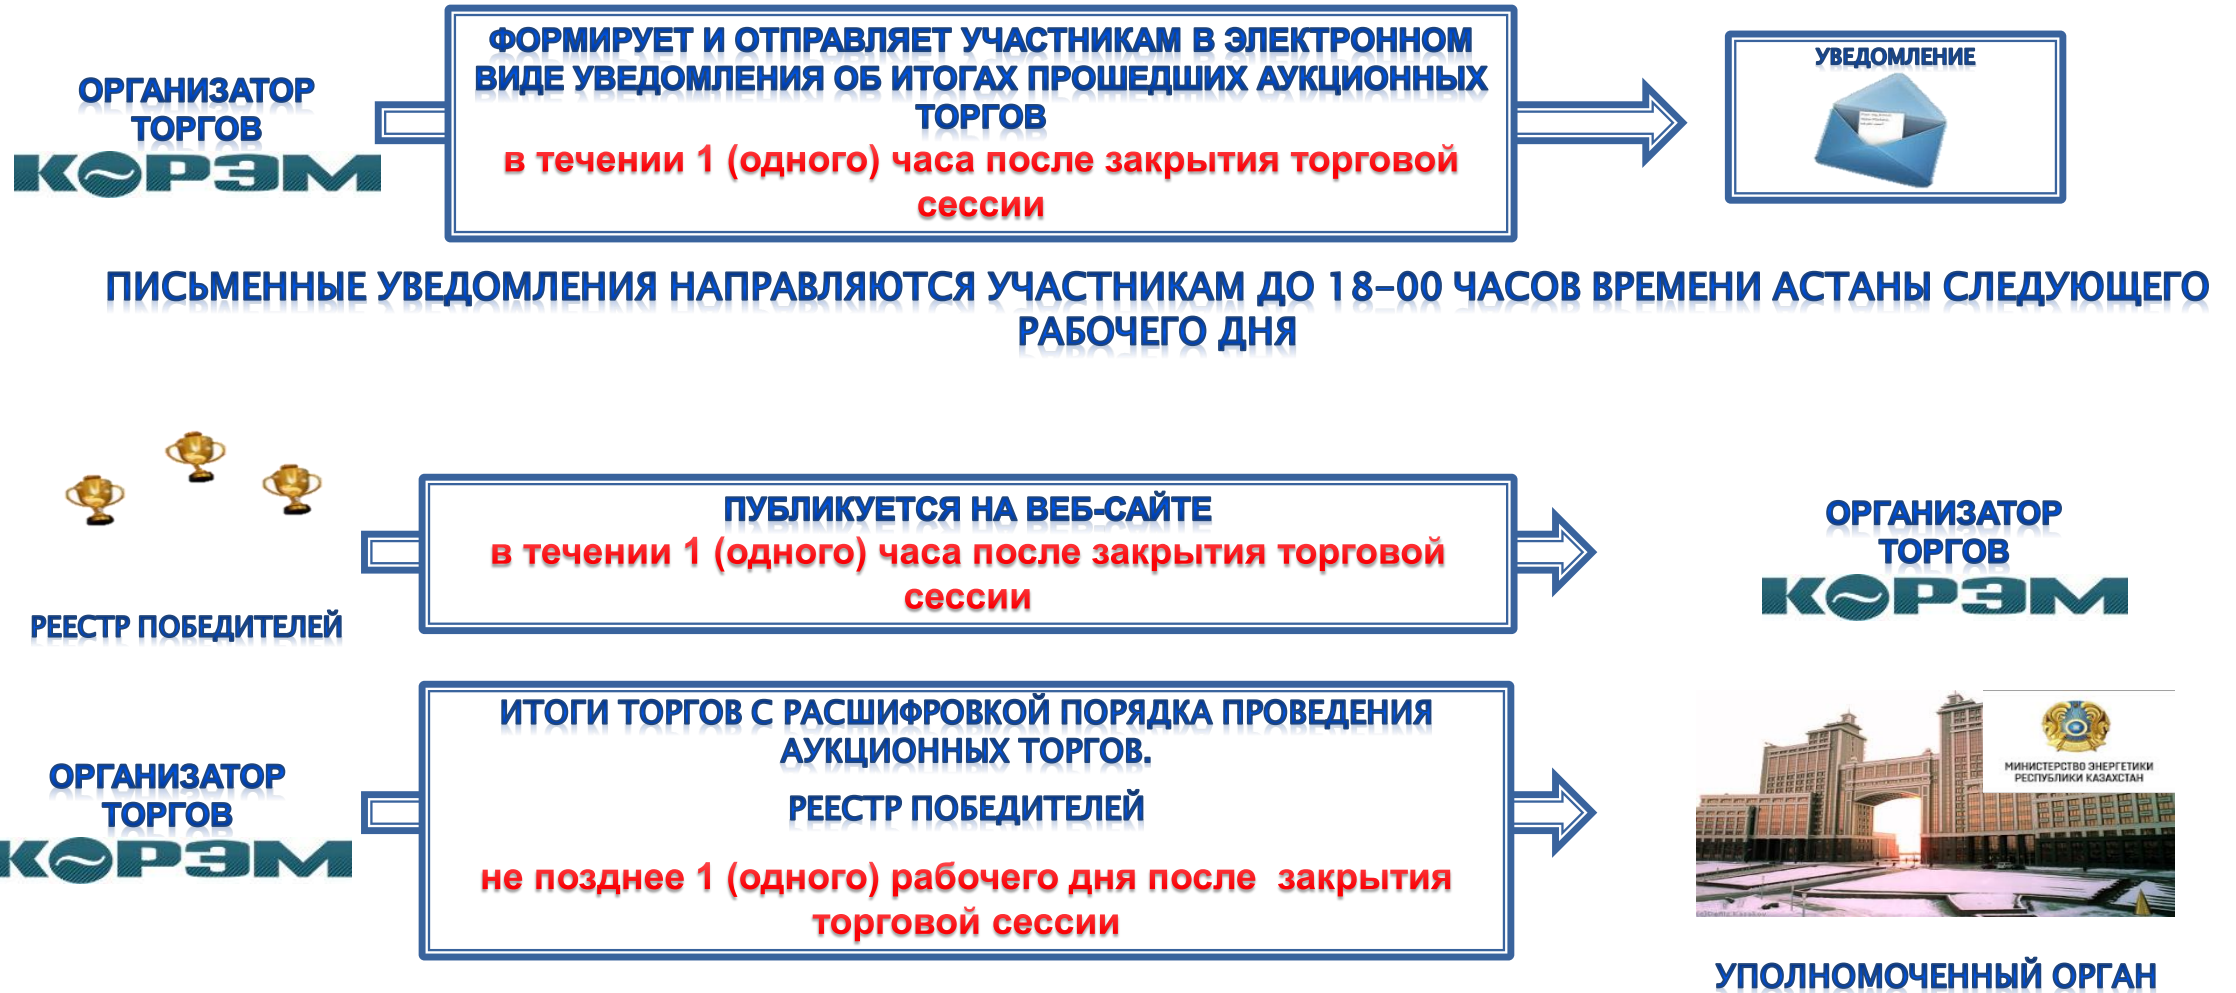 ОРГАНИЗАТОР
ТОРГОВ
КОРЭМ
ФОРМИРУЕТ И ОТПРАВЛЯЕТ УЧАСТНИКАМ В ЭЛЕКТРОННОМ
ВИДЕ УВЕДОМЛЕНИЯ ОБ ИТОГАХ ПРОШЕДШИХ АУКЦИОННЫХ
ТОРГОВ
в течении 1 (одного) часа после закрытия торговой
сессии
УВЕДОМЛЕНИЕ
ПИСЬМЕННЫЕ УВЕДОМЛЕНИЯ НАПРАВЛЯЮТСЯ УЧАСТНИКАМ ДО 18-00 ЧАСОВ ВРЕМЕНИ АСТАНЫ СЛЕДУЮЩЕГО
РАБОЧЕГО ДНЯ
РЕЕСТР ПОБЕДИТЕЛЕЙ
ПУБЛИКУЕТСЯ НА ВЕБ-САЙТЕ
в течении 1 (одного) часа после закрытия торговой
сессии
ОРГАНИЗАТОР
ТОРГОВ
КОРЭМ
ОРГАНИЗАТОР
ТОРГОВ
КОРЭМ
ИТОГИ ТОРГОВ С РАСШИФРОВКОЙ ПОРЯДКА ПРОВЕДЕНИЯ
АУКЦИОННЫХ ТОРГОВ.
РЕЕСТР ПОБЕДИТЕЛЕЙ
не позднее 1 (одного) рабочего дня после закрытия
торговой сессии
МИНИСТЕРСТВО ЭНЕРГЕТИКИ
РЕСПУБЛИКИ КАЗАХСТАН
УПОЛНОМОЧЕННЫЙ ОРГАН